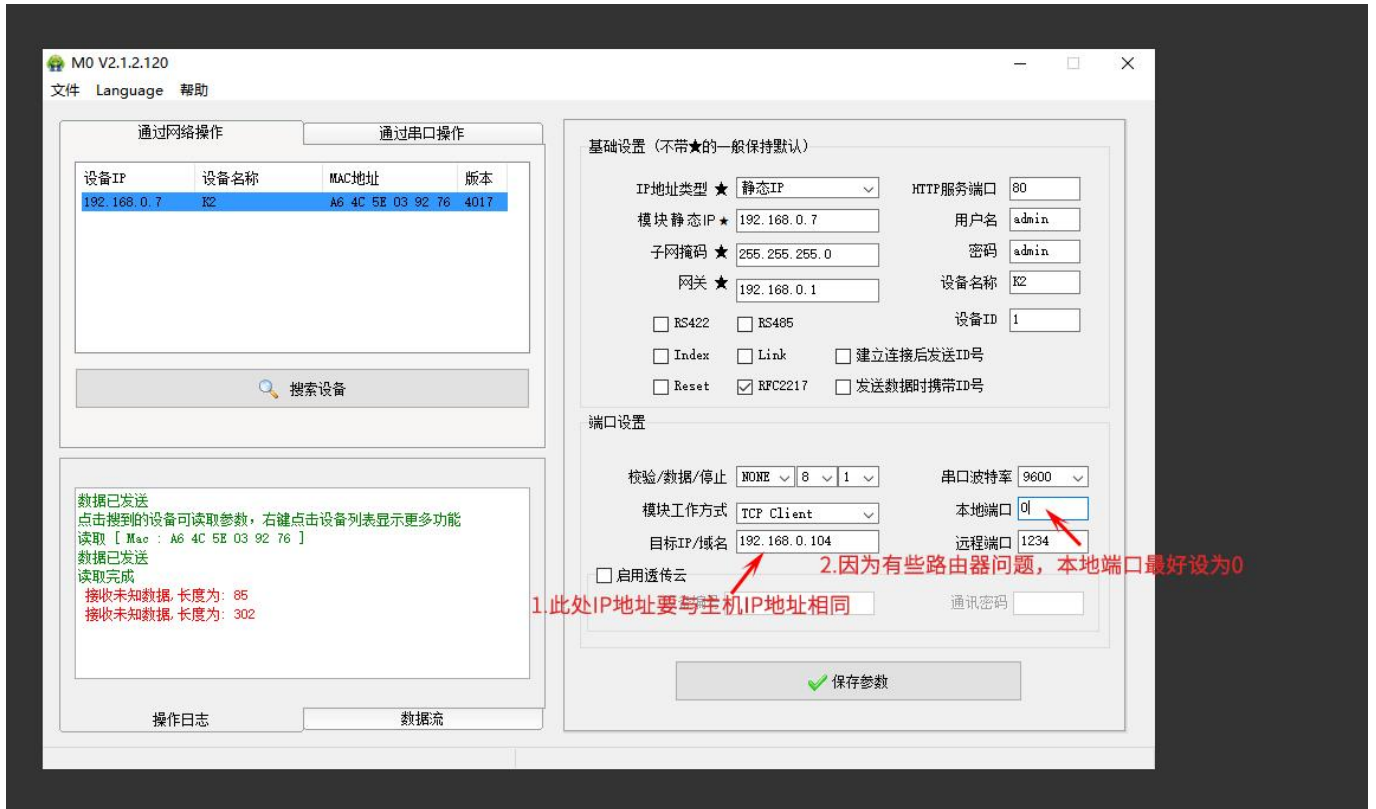 M0 V2.1.2.120
文件 Language 帮助
通过网络操作 通过串口操作
设备IP 设备名称 MAC地址 版本
192.168.0.7 K2 A6 4C 5E 03 92 76 4017
搜索设备
数据已发送
点击搜到的设备可读取参数，右键点击设备列表显示更多功能
读取 [ Mac : A6 4C 5E 03 92 76 ]
数据已发送
读取完成
接收未知数据,长度为: 85
接收未知数据,长度为: 302
操作日志 数据流
基础设置（不带★的一般保持默认）
IP地址类型 ★ 静态IP HTTP服务端口 80
模块静态IP★ 192.168.0.7 用户名 admin
子网掩码 ★ 255.255.255.0 密码 admin
网关 ★ 192.168.0.1 设备名称 K2
RS422 RS485 设备ID 1
Index Link 建立连接后发送ID号
Reset RFC2217 发送数据时携带ID号
端口设置
校验/数据/停止 NONE 8 1 串口波特率 9600
模块工作方式 TCP Client 本地端口 0
目标IP/域名 192.168.0.104 远程端口 1234
2.因为有些路由器问题，本地端口最好设为0
启用透传云
1.此处IP地址要与主机IP地址相同
通讯密码
保存参数